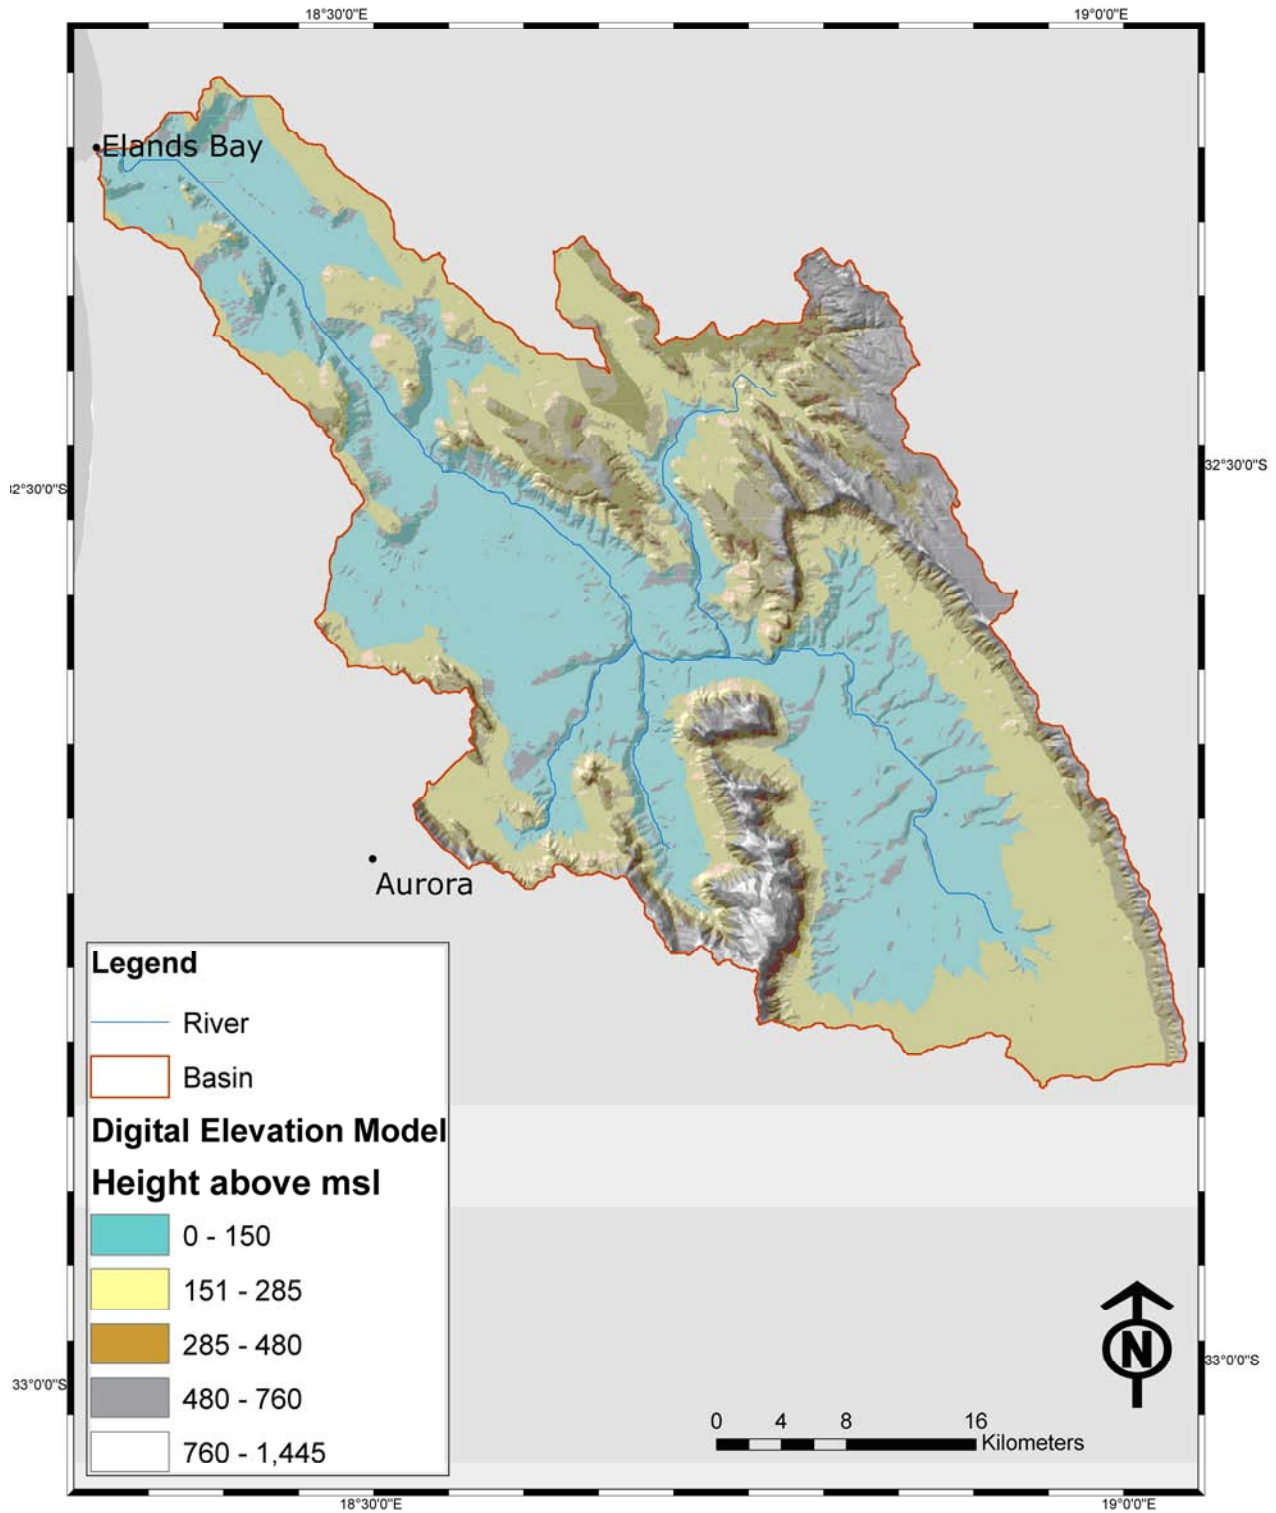 18°30'0"E
19°0'0"E
Elands Bay
32°30'0"S
32°30'0"S
Aurora
Legend
River
Basin
Digital Elevation Model
Height above msl
0 - 150
151 - 285
285 - 480
480 - 760
760 - 1,445
N
33°0'0"S
33°0'0"S
0 4 8 16
Kilometers
18°30'0"E
19°0'0"E